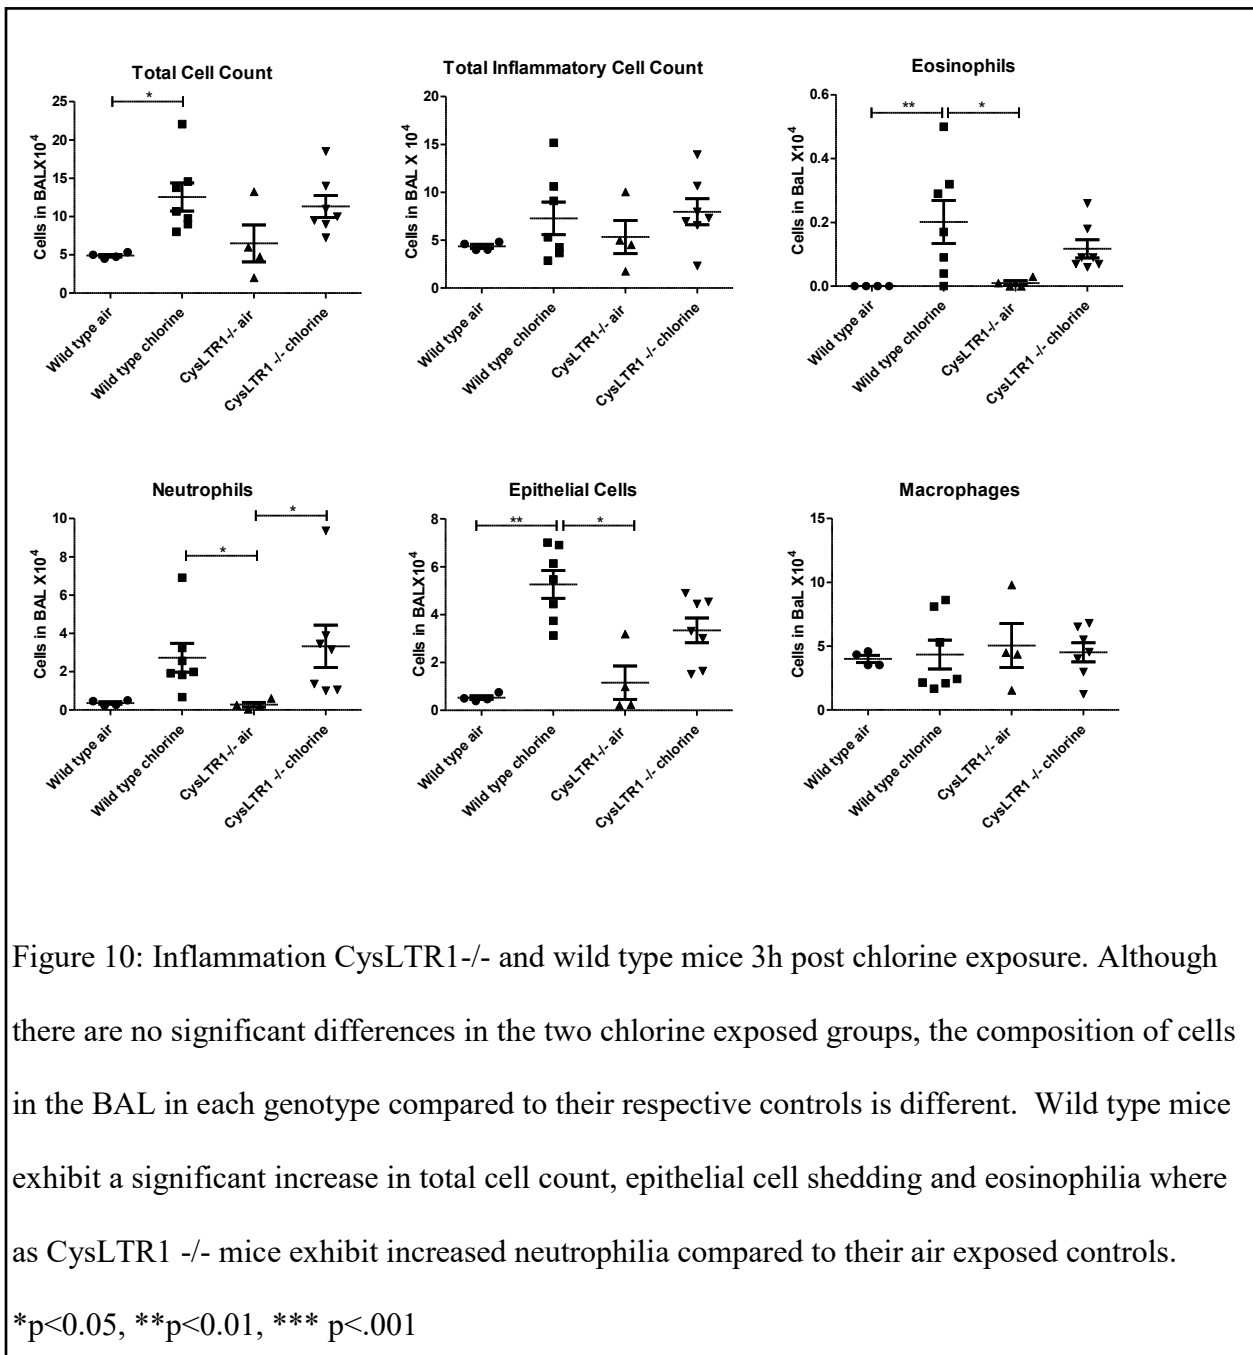 Total Cell Count
*
Cells in BALX10⁴
25
20
15
10
5
0
Wild type air
Wild type chlorine
CysLTR1-/- air
CysLTR1 -/- chlorine
Total Inflammatory Cell Count
Cells in BAL X 10⁴
20
15
10
5
0
Wild type air
Wild type chlorine
CysLTR1-/- air
CysLTR1 -/- chlorine
Eosinophils
** *
Cells in BaL X10⁴
0.6
0.4
0.2
0.0
Wild type air
Wild type chlorine
CysLTR1-/- air
CysLTR1 -/- chlorine
Neutrophils
*
*
Cells in BAL X10⁴
10
8
6
4
2
0
Wild type air
Wild type chlorine
CysLTR1-/- air
CysLTR1 -/- chlorine
Epithelial Cells
** *
Cells in BALX10⁴
8
6
4
2
0
Wild type air
Wild type chlorine
CysLTR1-/- air
CysLTR1 -/- chlorine
Macrophages
Cells in BaL X10⁴
15
10
5
0
Wild type air
Wild type chlorine
CysLTR1-/- air
CysLTR1 -/- chlorine
Figure 10: Inflammation CysLTR1-/- and wild type mice 3h post chlorine exposure. Although
there are no significant differences in the two chlorine exposed groups, the composition of cells
in the BAL in each genotype compared to their respective controls is different.  Wild type mice
exhibit a significant increase in total cell count, epithelial cell shedding and eosinophilia where
as CysLTR1 -/- mice exhibit increased neutrophilia compared to their air exposed controls.
*p<0.05, **p<0.01, *** p<.001